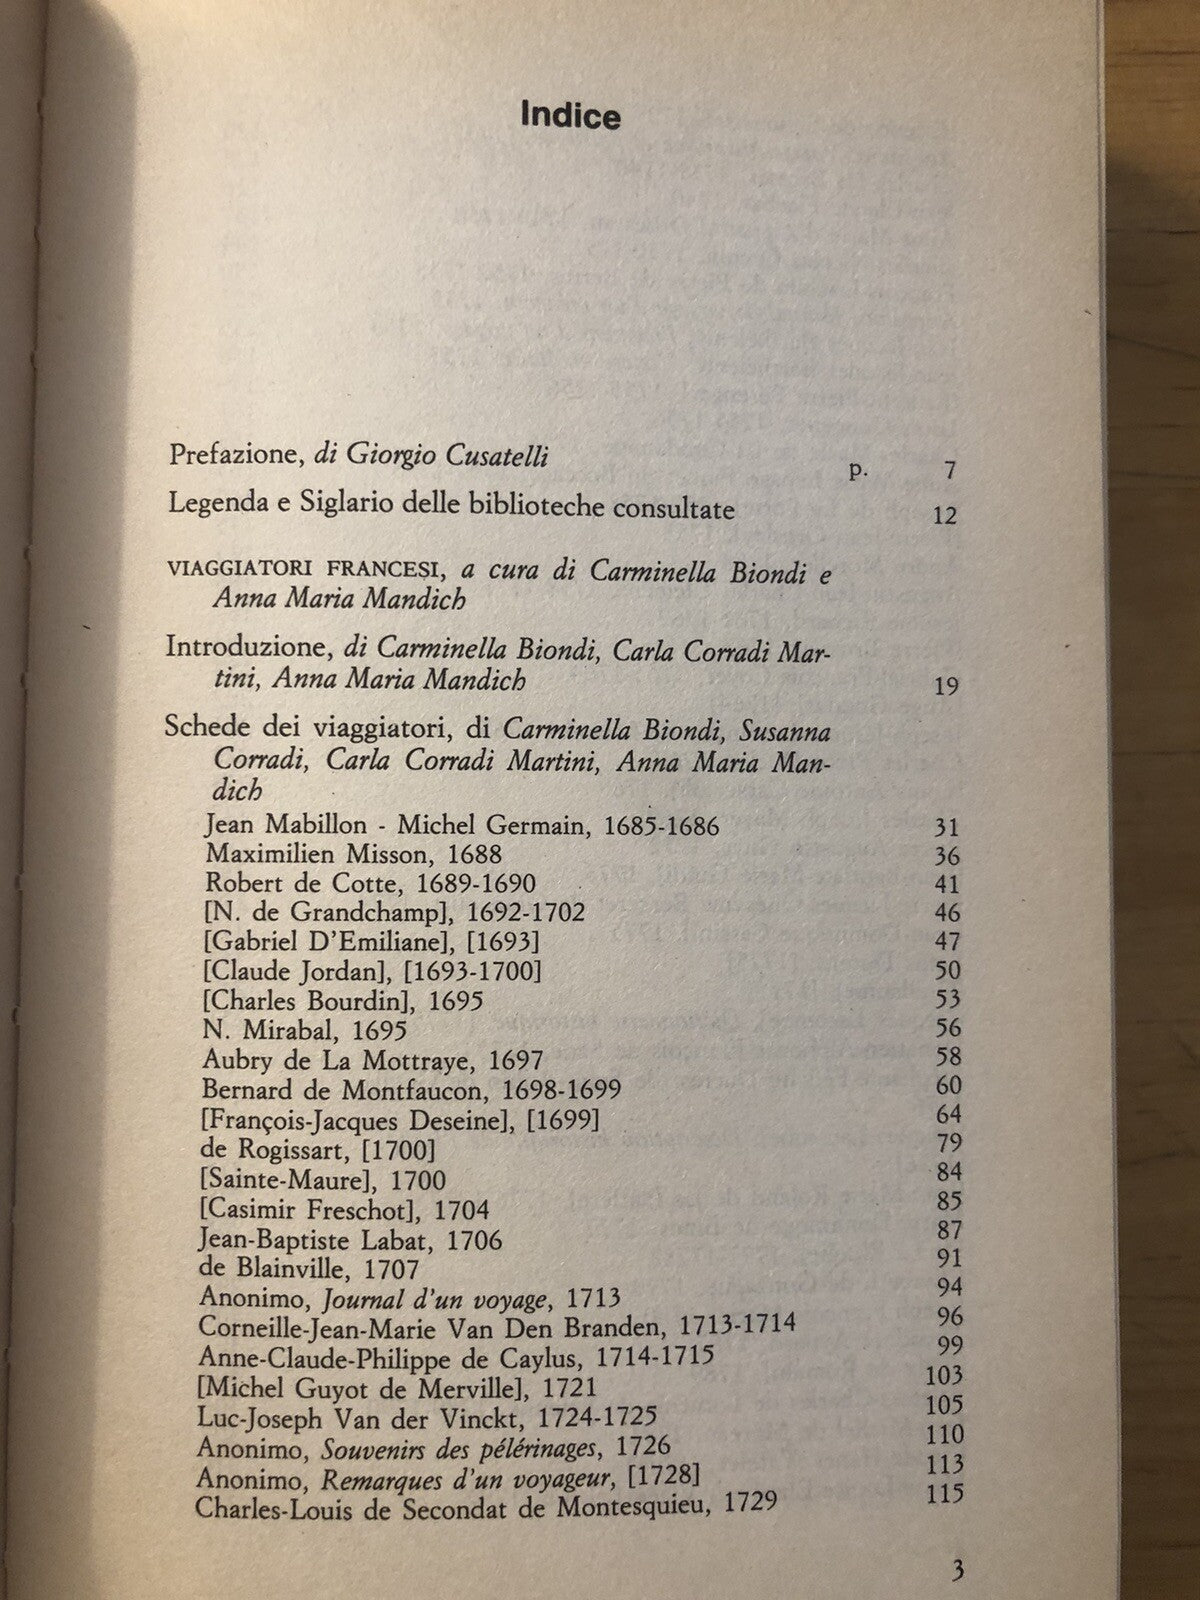 Indice
Prefazione, di Giorgio Cusatelli p. 7
Legenda e Siglario delle biblioteche consultate 12
VIAGGIATORI FRANCESI, a cura di Carminella Biondi e
Anna Maria Mandich
Introduzione, di Carminella Biondi, Carla Corradi Mar-
tini, Anna Maria Mandich 19
Schede dei viaggiatori, di Carminella Biondi, Susanna
Corradi, Carla Corradi Martini, Anna Maria Man-
dich
Jean Mabillon - Michel Germain, 1685-1686 31
Maximilien Misson, 1688 36
Robert de Cotte, 1689-1690 41
[N. de Grandchamp], 1692-1702 46
[Gabriel D'Emiliane], [1693] 47
[Claude Jordan], [1693-1700] 50
[Charles Bourdin], 1695 53
N. Mirabal, 1695 56
Aubry de La Mottraye, 1697 58
Bernard de Montfaucon, 1698-1699 60
[François-Jacques Deseine], [1699] 64
de Rogissart, [1700] 79
[Sainte-Maure], 1700 84
[Casimir Freschot], 1704 85
Jean-Baptiste Labat, 1706 87
de Blainville, 1707 91
Anonimo, Journal d'un voyage, 1713 94
Corneille-Jean-Marie Van Den Branden, 1713-1714 96
Anne-Claude-Philippe de Caylus, 1714-1715 99
[Michel Guyot de Merville], 1721 103
Luc-Joseph Van der Vinckt, 1724-1725 105
Anonimo, Souvenirs des pélérinages, 1726 110
Anonimo, Remarques d'un voyageur, [1728] 113
Charles-Louis de Secondat de Montesquieu, 1729 115
3